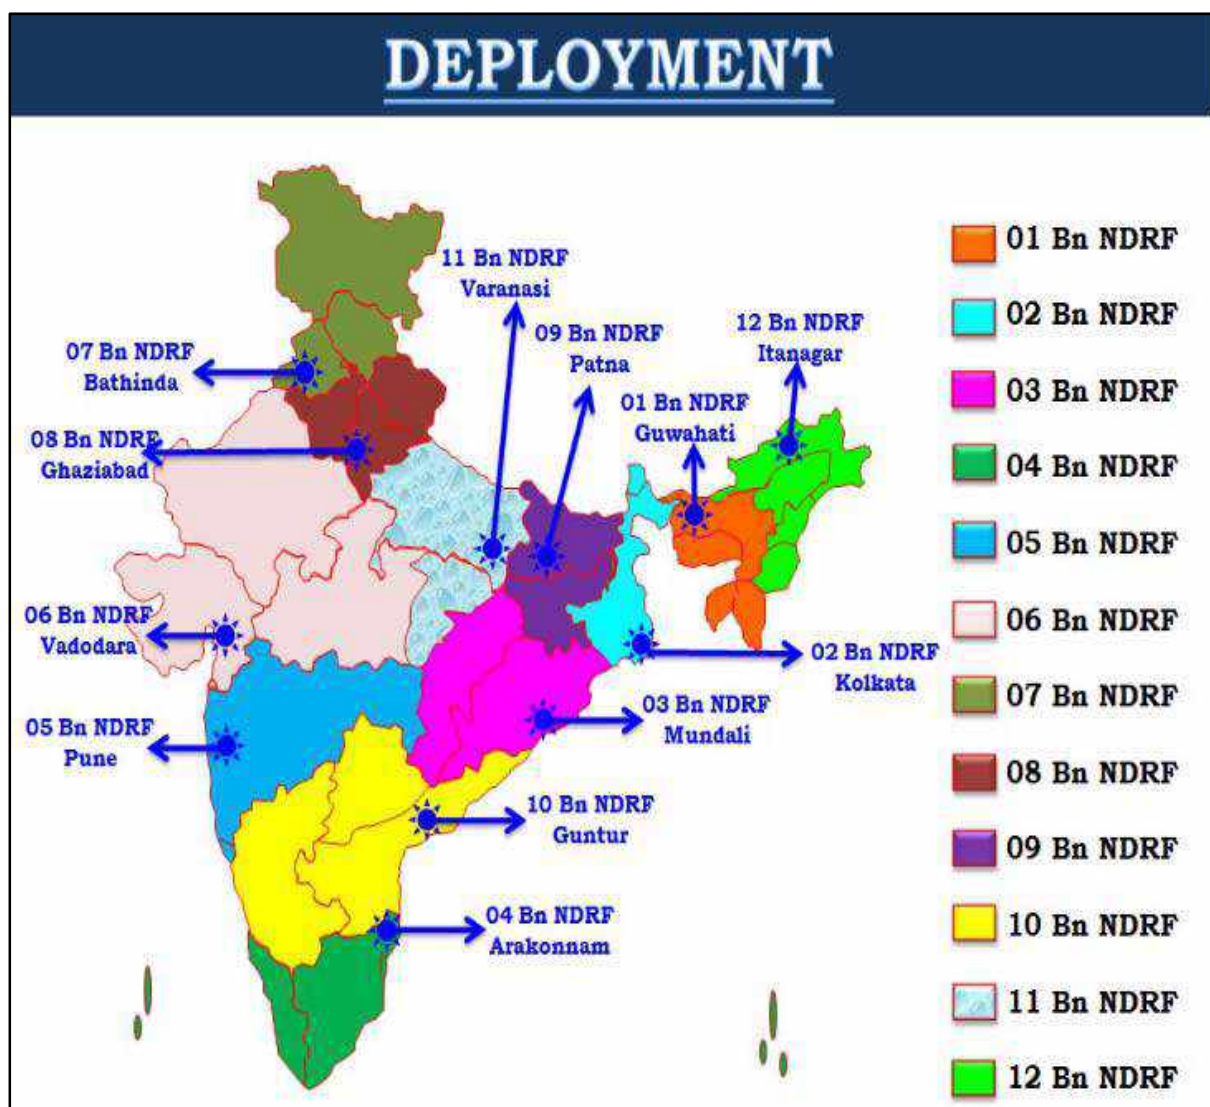 DEPLOYMENT
11 Bn NDRF
Varanasi
09 Bn NDRF
Patna
12 Bn NDRF
Itanagar
07 Bn NDRF
Bathinda
01 Bn NDRF
Guwahati
08 Bn NDRF
Ghaziabad
06 Bn NDRF
Vadodara
02 Bn NDRF
Kolkata
03 Bn NDRF
Mundali
05 Bn NDRF
Pune
10 Bn NDRF
Guntur
04 Bn NDRF
Arakonnam
01 Bn NDRF
02 Bn NDRF
03 Bn NDRF
04 Bn NDRF
05 Bn NDRF
06 Bn NDRF
07 Bn NDRF
08 Bn NDRF
09 Bn NDRF
10 Bn NDRF
11 Bn NDRF
12 Bn NDRF